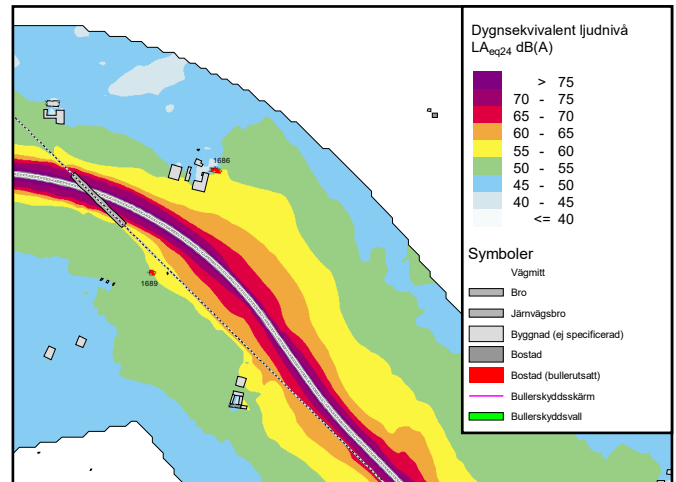 Dygnsekvivalent ljudnivå
LAeq24 dB(A)
> 75
70 - 75
65 - 70
60 - 65
55 - 60
50 - 55
45 - 50
40 - 45
<= 40
Symboler
Vägmitt
Bro
Järnvägsbro
Byggnad (ej specificerad)
Bostad
Bostad (bullerutsatt)
Bullerskyddsskärm
Bullerskyddsvall
1686
1689